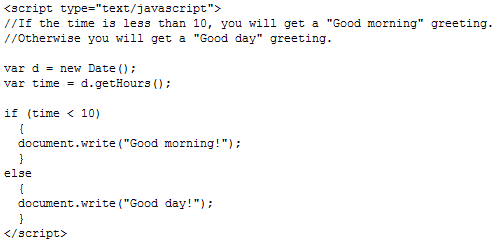 <script type="text/javascript">
//If the time is less than 10, you will get a "Good morning" greeting.
//Otherwise you will get a "Good day" greeting.

var d = new Date();
var time = d.getHours();

if (time < 10)
  {
  document.write("Good morning!");
  }
else
  {
  document.write("Good day!");
  }
</script>